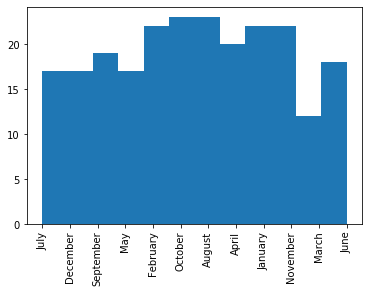 20
15
10
5
0
July
December
September
May
February
October
August
April
January
November
March
June